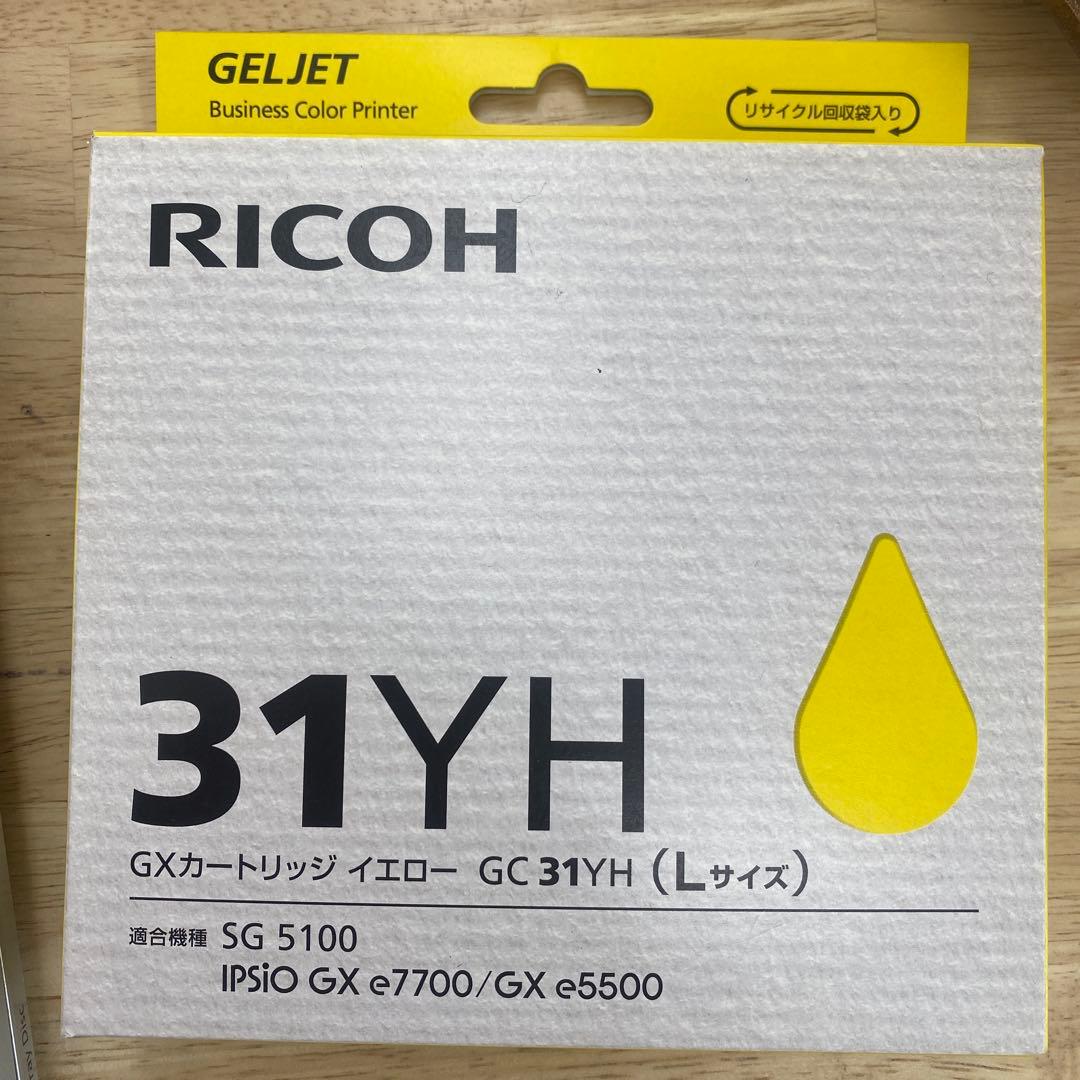 GELJET
Business Color Printer
リサイクル回収袋入り
RICOH
31YH
GXカートリッジ イエロー GC 31YH (Lサイズ)
適合機種 SG 5100
IPSiO GX e7700/GX e5500
ray Disc